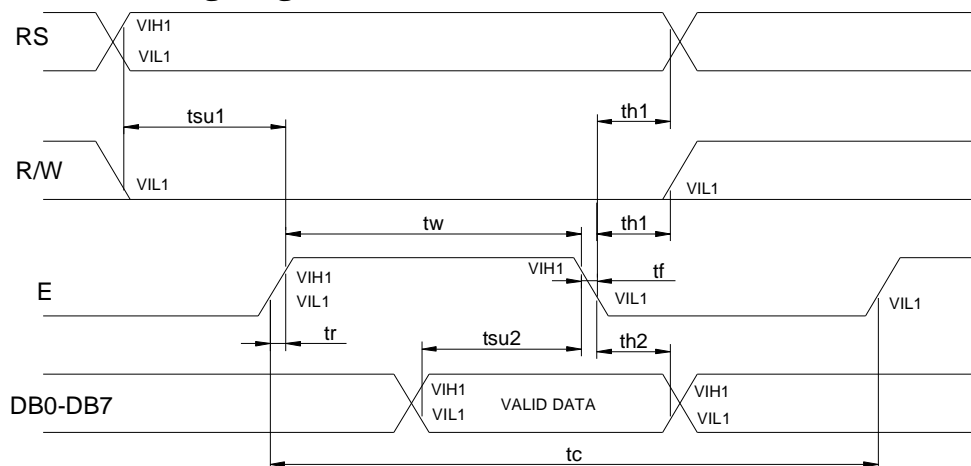 RS
VIH1
VIL1
tsu1
th1
R/W
VIL1
VIL1
tw
th1
E
VIH1
VIL1
VIH1
tf
VIL1
VIL1
tr
tsu2
th2
DB0-DB7
VIH1
VIL1
VALID DATA
VIH1
VIL1
tc